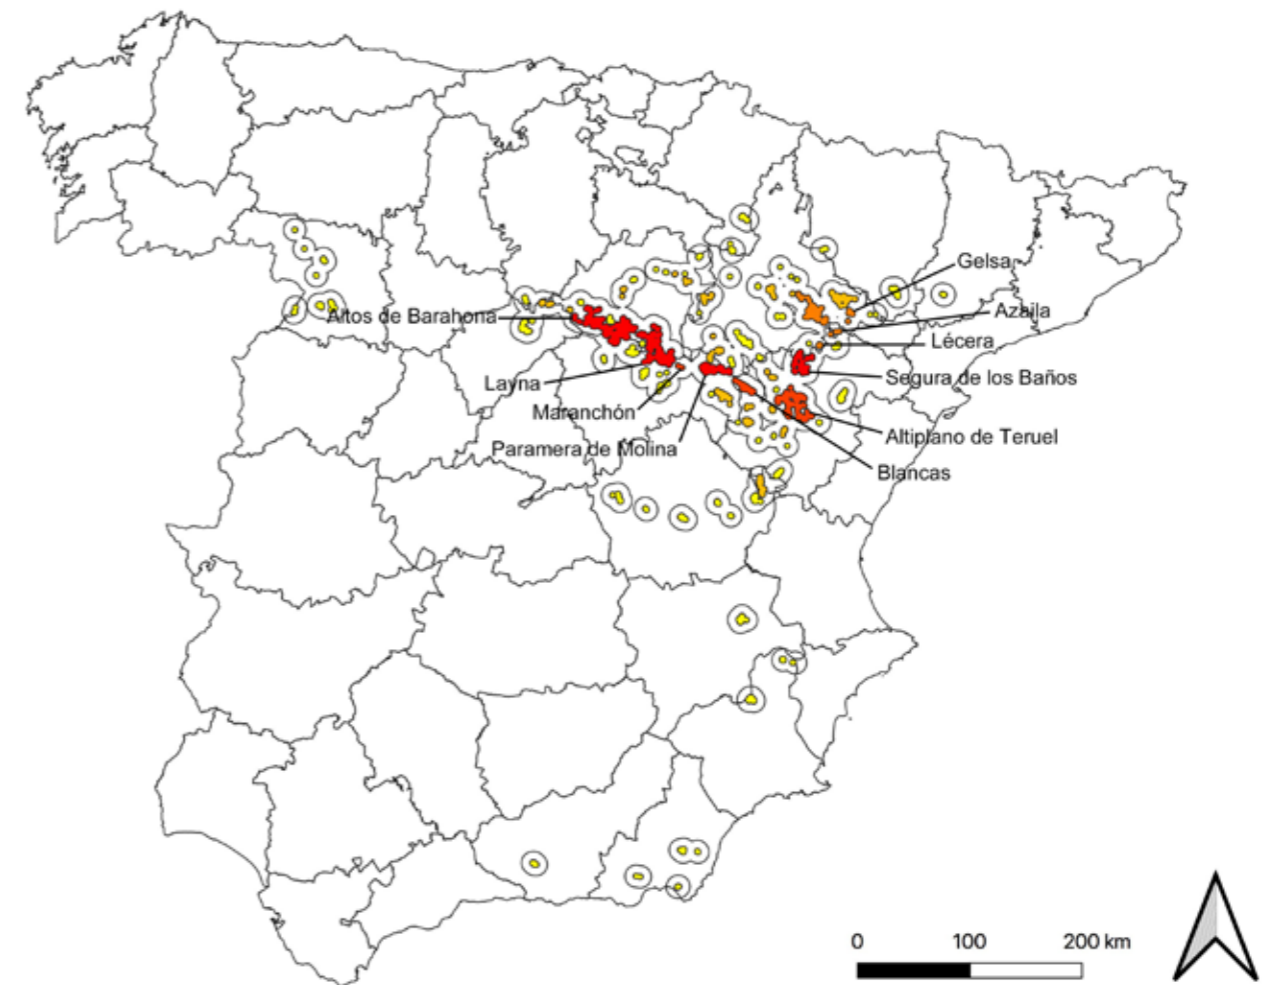 Gelsa
Azaila
Altos de Barahona
Lécera
Segura de los Baños
Layna
Maranchón
Altiplano de Teruel
Paramera de Molina
Blancas
0 100 200 km